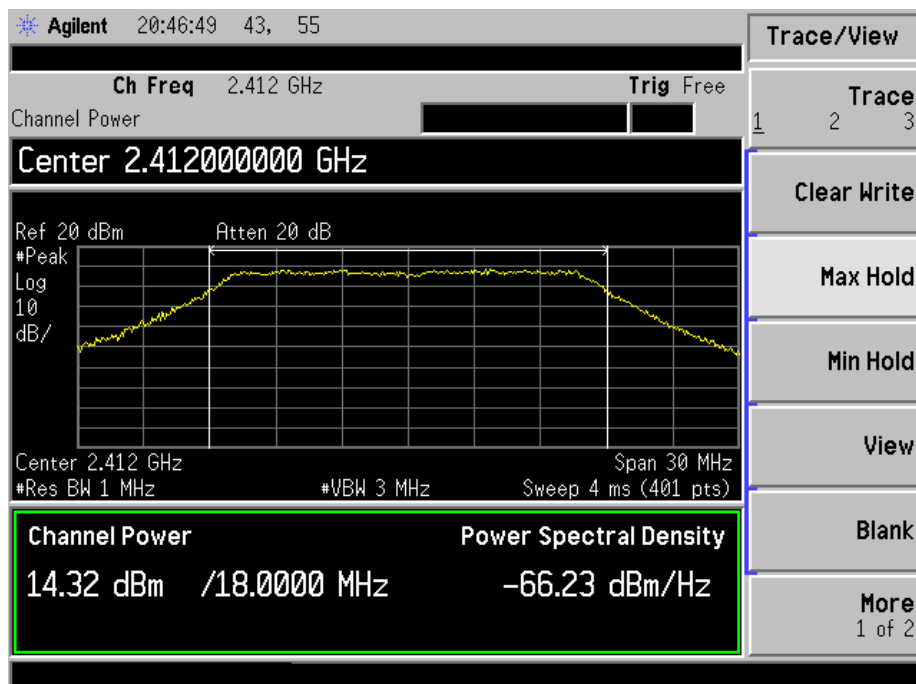 Agilent 20:46:49 43, 55
Ch Freq 2.412 GHz Trig Free
Channel Power
Center 2.412000000 GHz
Ref 20 dBm Atten 20 dB
#Peak
Log
10
dB/
Center 2.412 GHz Span 30 MHz
#Res BW 1 MHz #VBW 3 MHz Sweep 4 ms (401 pts)
Channel Power Power Spectral Density
14.32 dBm /18.0000 MHz -66.23 dBm/Hz
Trace/View
Trace
1 2 3
Clear Write
Max Hold
Min Hold
View
Blank
More
1 of 2